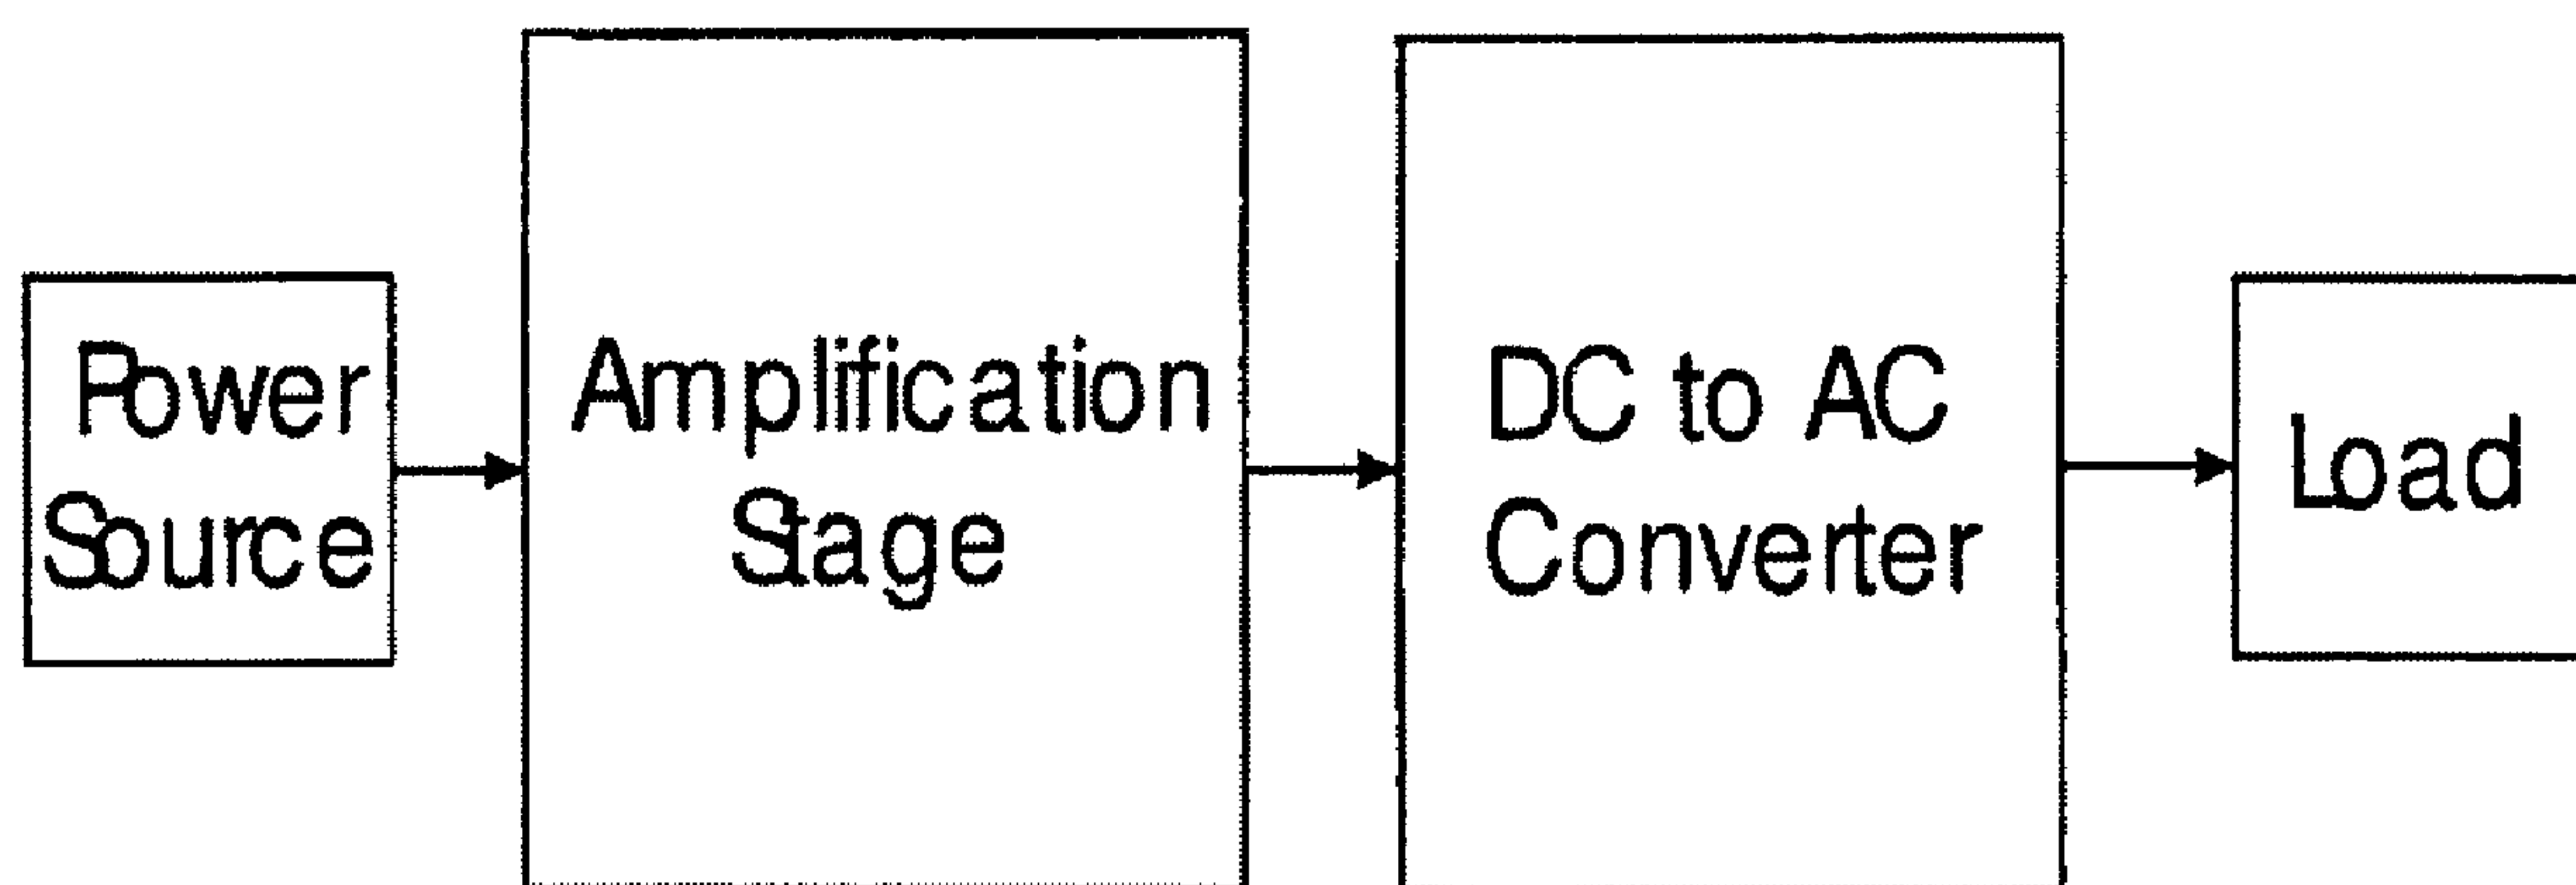 Power
Source
Amplification
Stage
DC to AC
Converter
Load